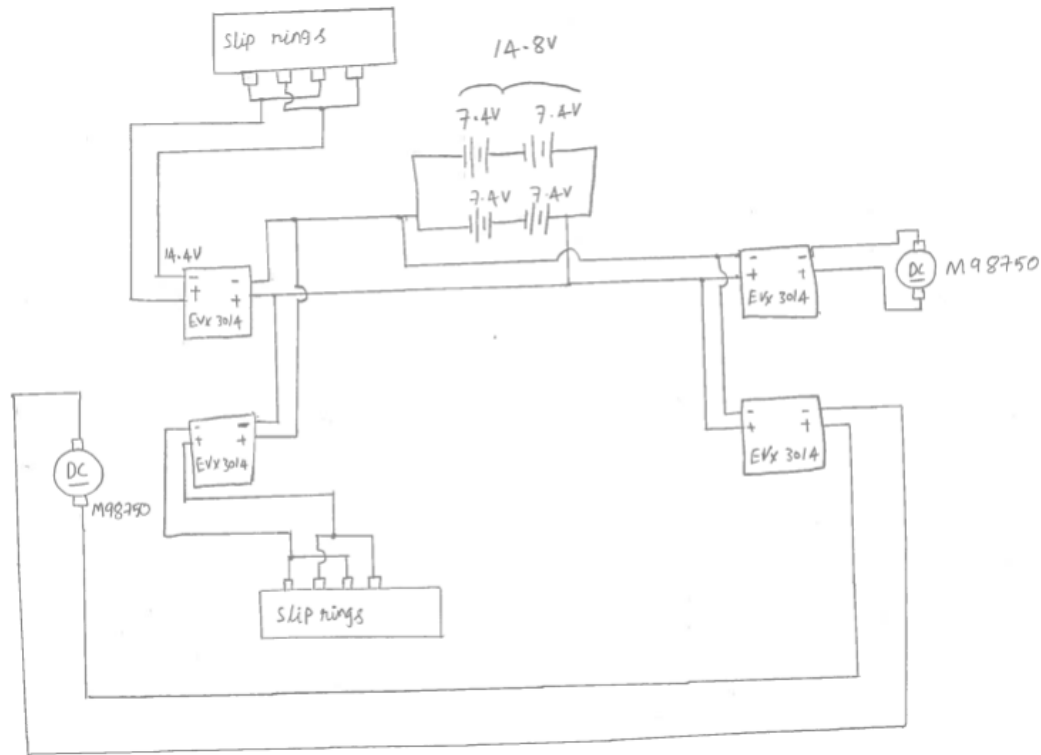 slip rings
14.8V
7.4V 7.4V
7.4V 7.4V
14.4V
- -
+ +
EVX 3014
- -
+ +
EVX 3014
DC
M98750
- -
+ +
EVX 3014
DC
M98750
- -
+ +
EVX 3014
slip rings